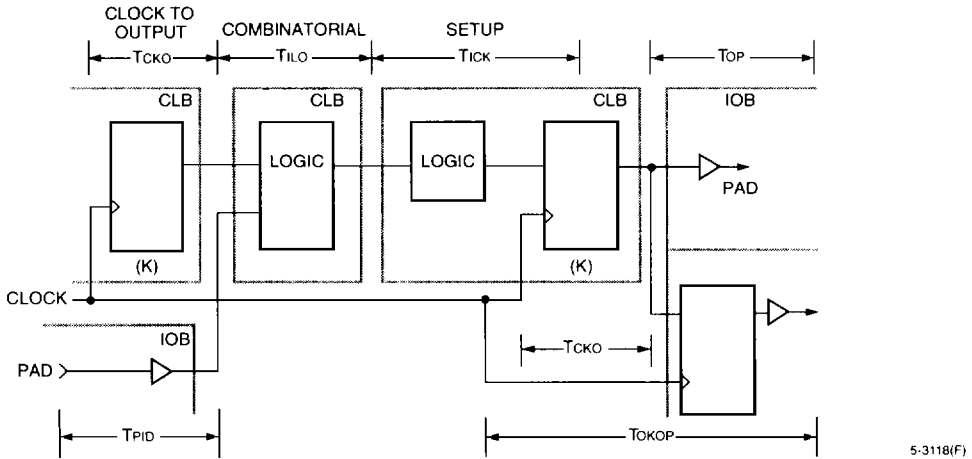 CLOCK TO
OUTPUT
COMBINATORIAL
SETUP
TCKO
TILO
TICK
TOP
CLB
CLB
CLB
IOB
LOGIC
LOGIC
PAD
(K)
(K)
CLOCK
IOB
PAD
TCKO
TPID
TOKOP
5-3118(F)